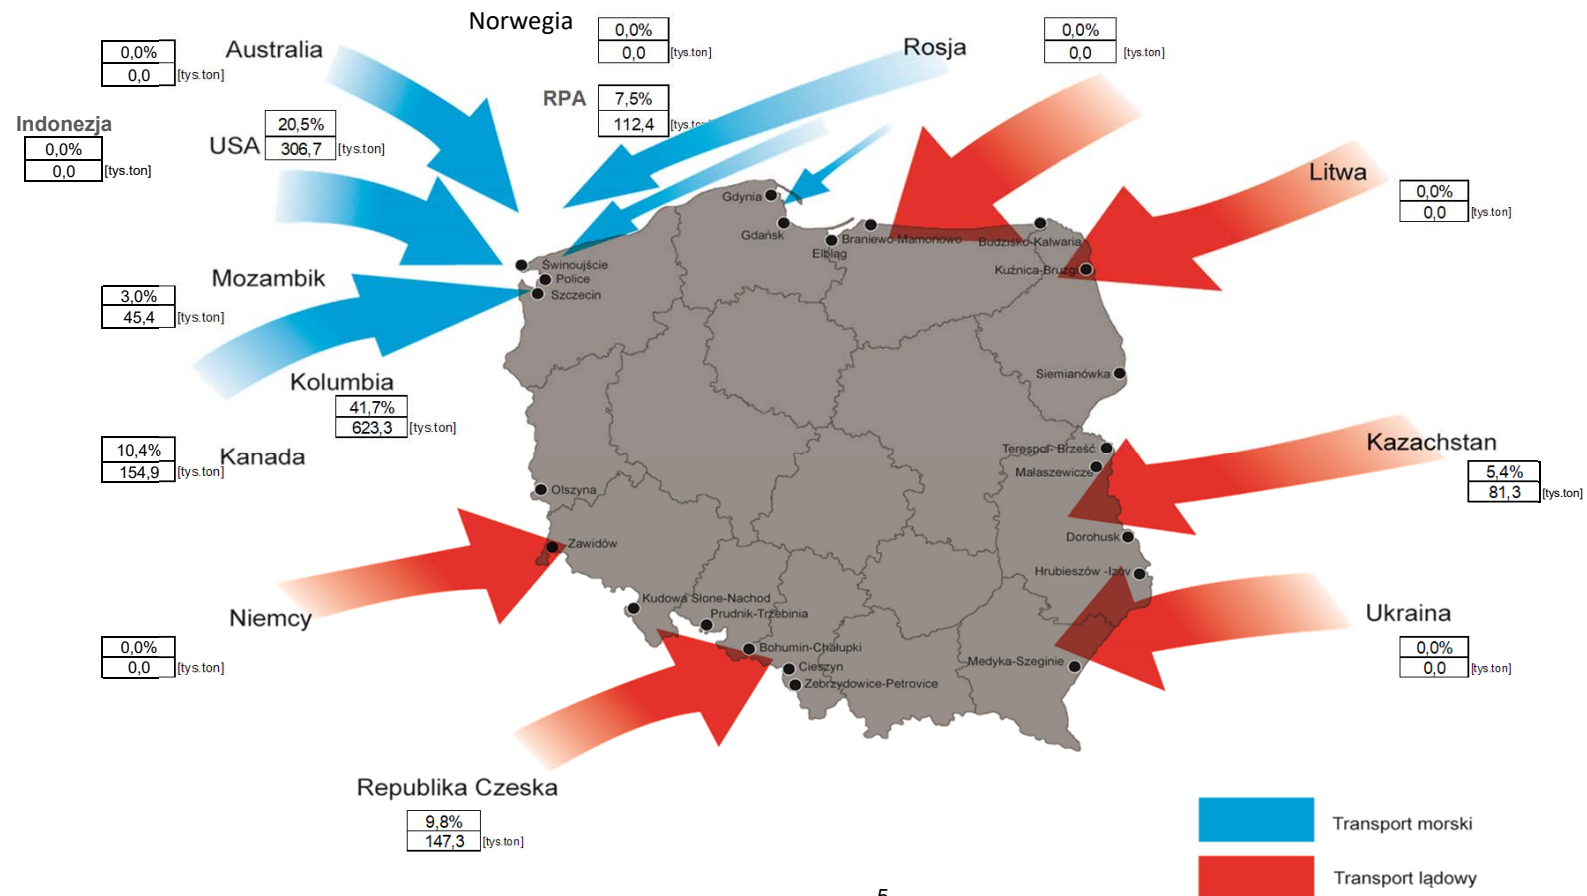 Norwegia
0,0%
0,0 [tys.ton]
Rosja
0,0%
0,0 [tys.ton]
Australia
0,0%
0,0 [tys.ton]
RPA
7,5%
112,4 [tys.ton]
Indonezja
0,0%
0,0 [tys.ton]
USA
20,5%
306,7 [tys.ton]
Litwa
0,0%
0,0 [tys.ton]
Gdynia
Gdańsk
Elbląg
Braniewo-Mamonowo
Budzisko-Kalwaria
Kuźnica-Bruzgi
Świnoujście
Police
Szczecin
Mozambik
3,0%
45,4 [tys.ton]
Kolumbia
41,7%
623,3 [tys.ton]
Siemianówka
Kanada
10,4%
154,9 [tys.ton]
Terespol- Brześć
Małaszewicze
Kazachstan
5,4%
81,3 [tys.ton]
Olszyna
Zawidów
Dorohusk
Hrubieszów -Izov
Kudowa Słone-Nachod
Prudnik-Trzebinia
Niemcy
0,0%
0,0 [tys.ton]
Ukraina
0,0%
0,0 [tys.ton]
Bohumin-Chałupki
Cieszyn
Zebrzydowice-Petrovice
Medyka-Szeginie
Republika Czeska
9,8%
147,3 [tys.ton]
Transport morski
Transport lądowy
5